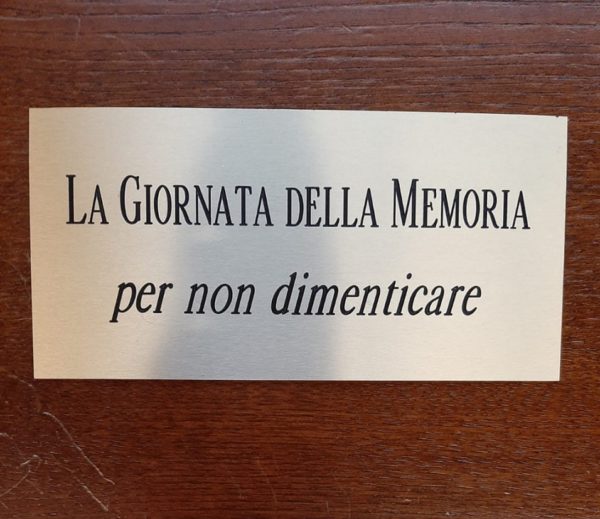 La Giornata della Memoria
per non dimenticare